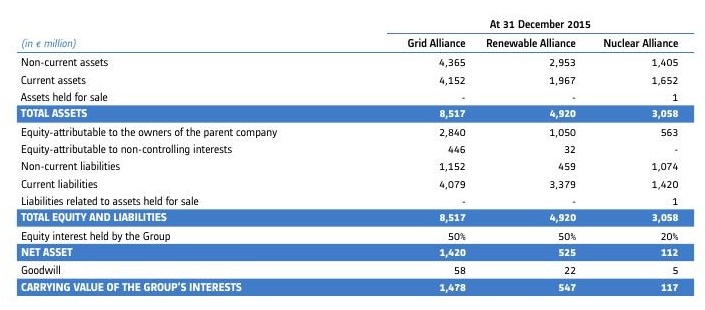 At 31 December 2015
(in € million) Grid Alliance Renewable Alliance Nuclear Alliance
Non-current assets 4,365 2,953 1,405
Current assets 4,152 1,967 1,652
Assets held for sale - - 1
TOTAL ASSETS 8,517 4,920 3,058
Equity-attributable to the owners of the parent company 2,840 1,050 563
Equity-attributable to non-controlling interests 446 32 -
Non-current liabilities 1,152 459 1,074
Current liabilities 4,079 3,379 1,420
Liabilities related to assets held for sale - - 1
TOTAL EQUITY AND LIABILITIES 8,517 4,920 3,058
Equity interest held by the Group 50% 50% 20%
NET ASSET 1,420 525 112
Goodwill 58 22 5
CARRYING VALUE OF THE GROUP'S INTERESTS 1,478 547 117